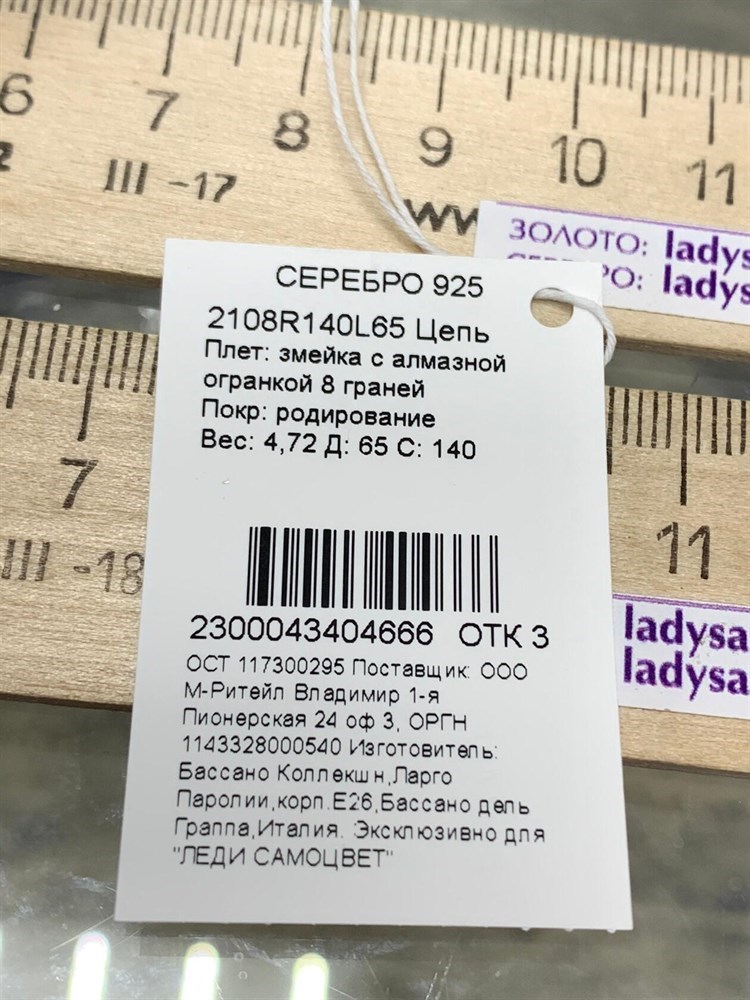 6 7 8 9 10 11
III -17
ww
ЗОЛОТО: ladys
РО: ladys
СЕРЕБРО 925
2108R140L65 Цепь
Плет: змейка с алмазной
огранкой 8 граней
Покр: родирование
Вес: 4,72 Д: 65 С: 140
7 11
III -18
2300043404666 ОТК 3
ladysa
ladysa
ОСТ 117300295 Поставщик: ООО
М-Ритейл Владимир 1-я
Пионерская 24 оф 3, ОРГН
1143328000540 Изготовитель:
Бассано Коллекшн,Ларго
Паролии,корп.Е26,Бассано дель
Граппа,Италия. Эксклюзивно для
"ЛЕДИ САМОЦВЕТ"